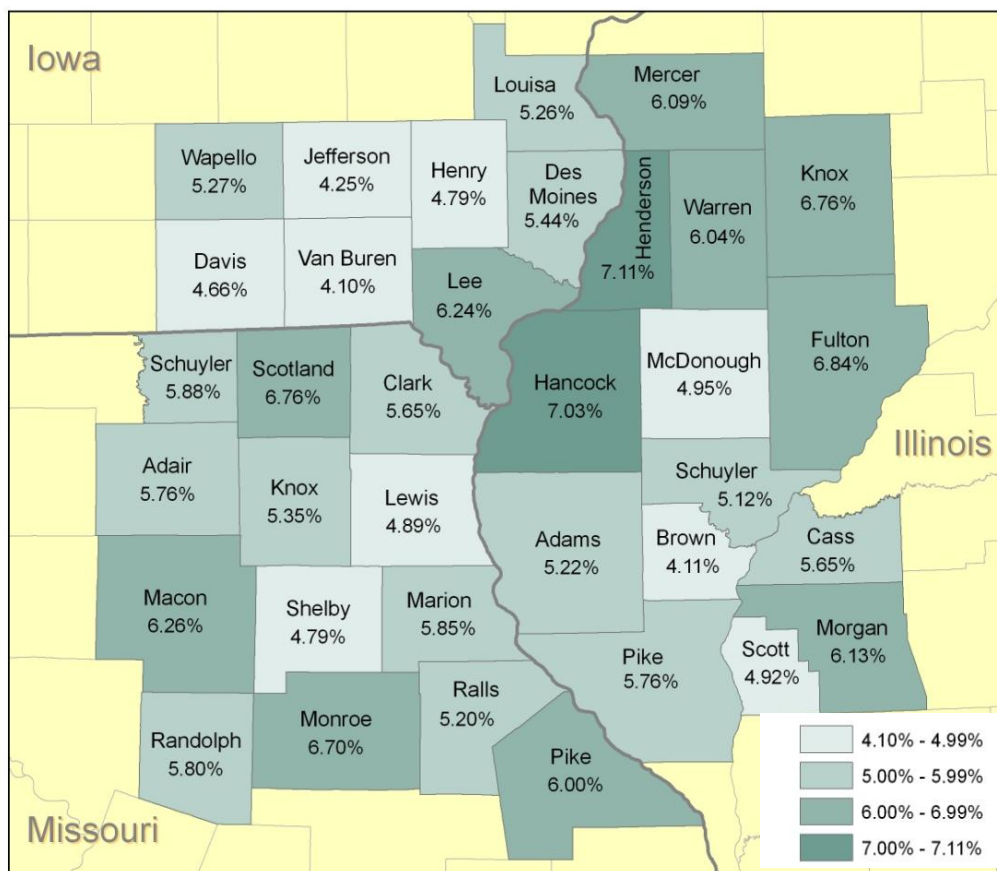 Iowa
Louisa
5.26%
Mercer
6.09%
Wapello
5.27%
Jefferson
4.25%
Henry
4.79%
Des
Moines
5.44%
Henderson
7.11%
Warren
6.04%
Knox
6.76%
Davis
4.66%
Van Buren
4.10%
Lee
6.24%
Schuyler
5.88%
Scotland
6.76%
Clark
5.65%
Hancock
7.03%
McDonough
4.95%
Fulton
6.84%
Illinois
Adair
5.76%
Knox
5.35%
Lewis
4.89%
Adams
5.22%
Schuyler
5.12%
Brown
4.11%
Cass
5.65%
Macon
6.26%
Shelby
4.79%
Marion
5.85%
Pike
5.76%
Scott
4.92%
Morgan
6.13%
Randolph
5.80%
Monroe
6.70%
Ralls
5.20%
Pike
6.00%
Missouri
4.10% - 4.99%
5.00% - 5.99%
6.00% - 6.99%
7.00% - 7.11%